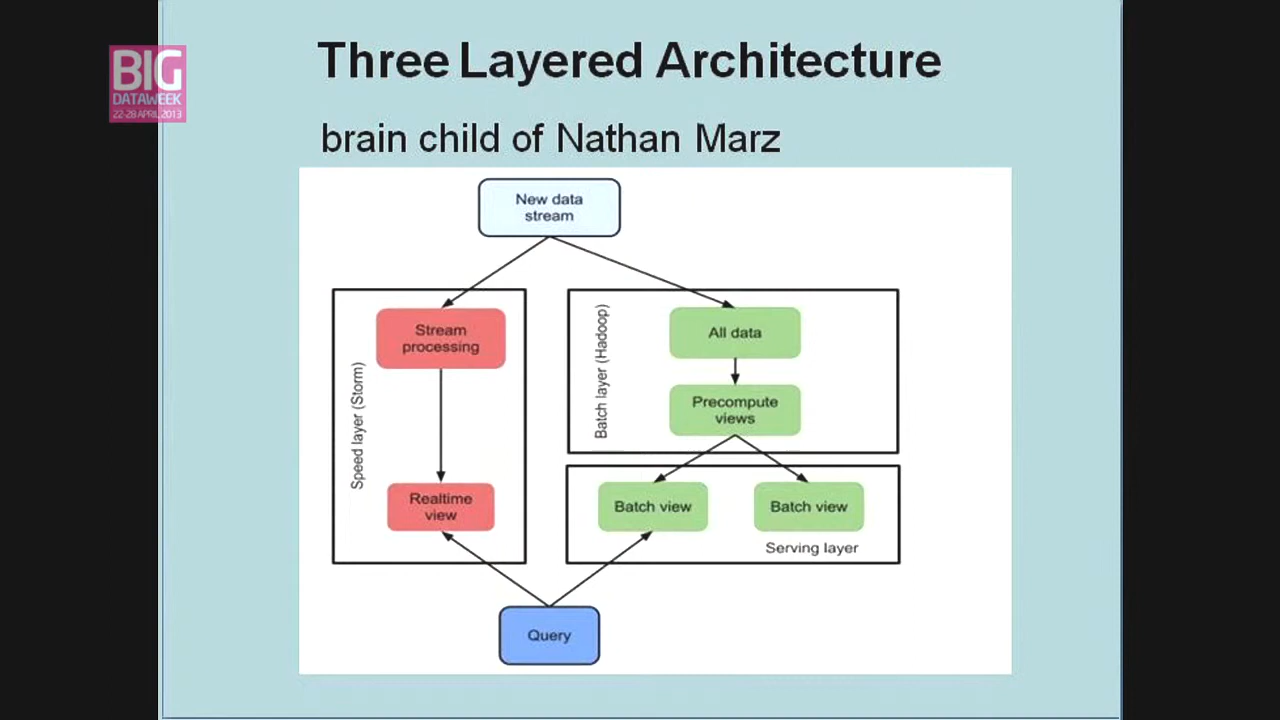 BIG
DATAWEEK
22-28 APRIL 2013
Three Layered Architecture
brain child of Nathan Marz
New data
stream
Speed layer (Storm)
Stream
processing
Realtime
view
Batch layer (Hadoop)
All data
Precompute
views
Batch view
Batch view
Serving layer
Query